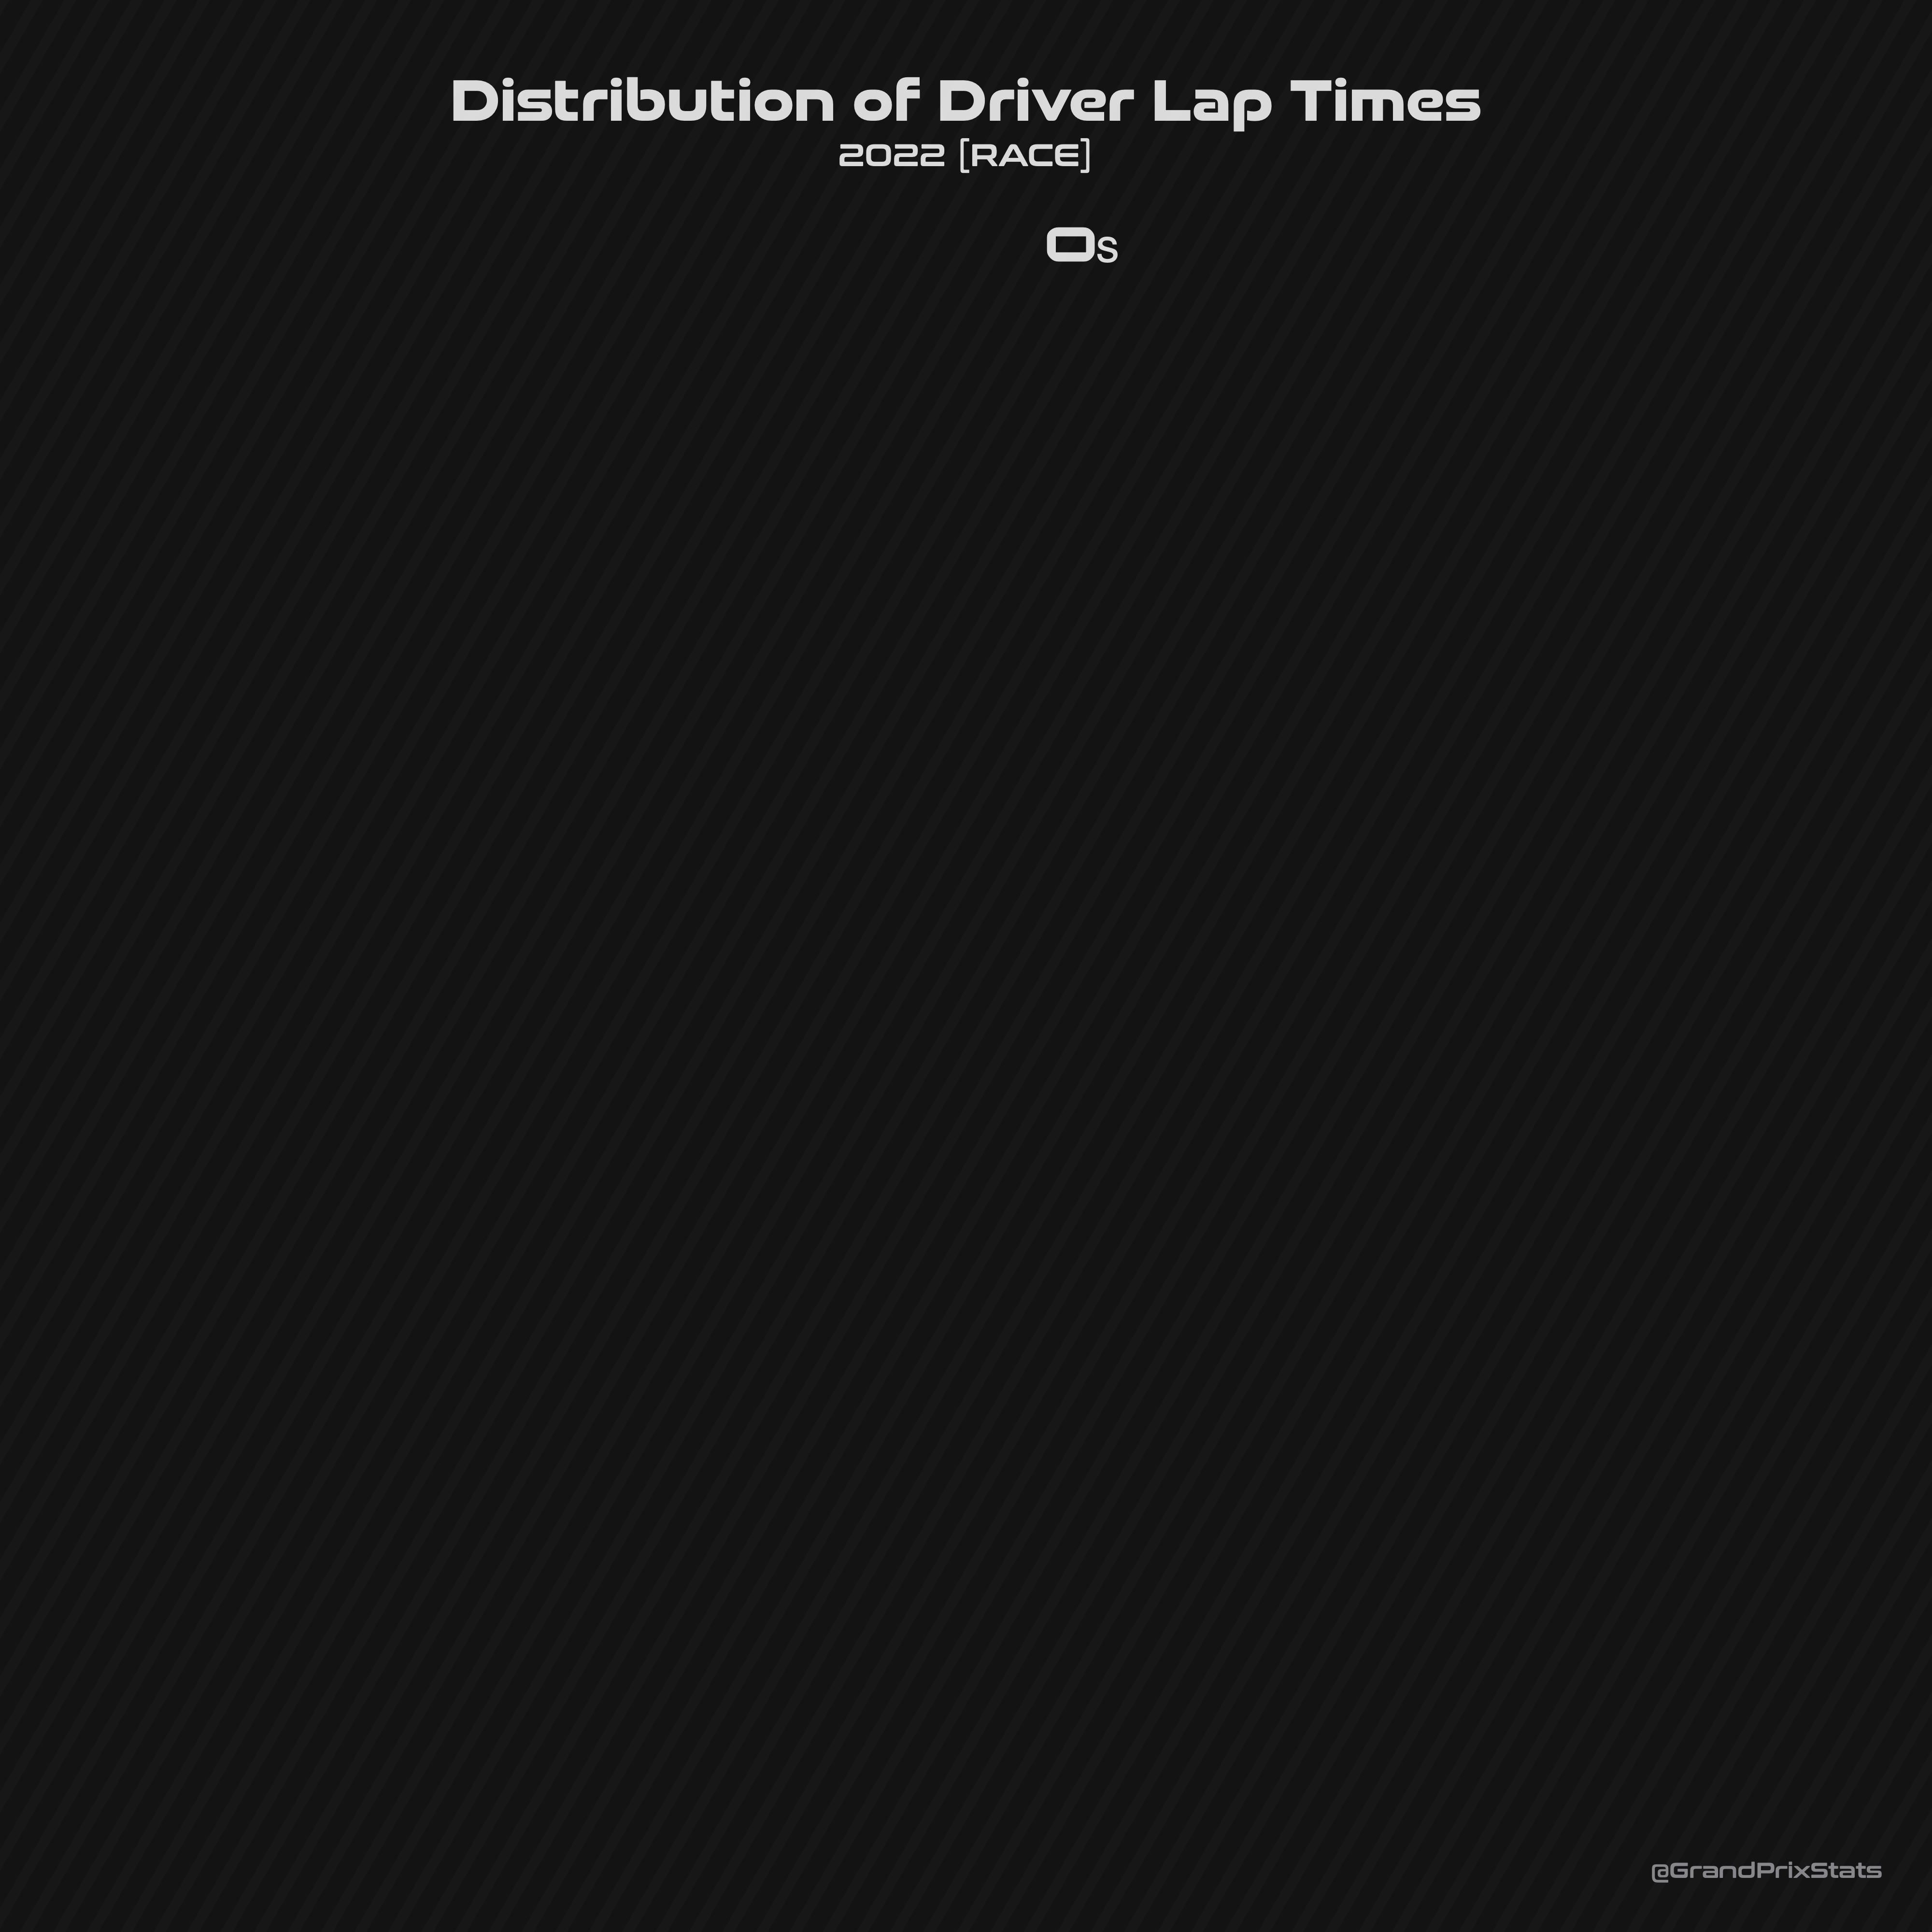 Distribution of Driver Lap Times
2022 [RACE]
0s
@GrandPrixStats